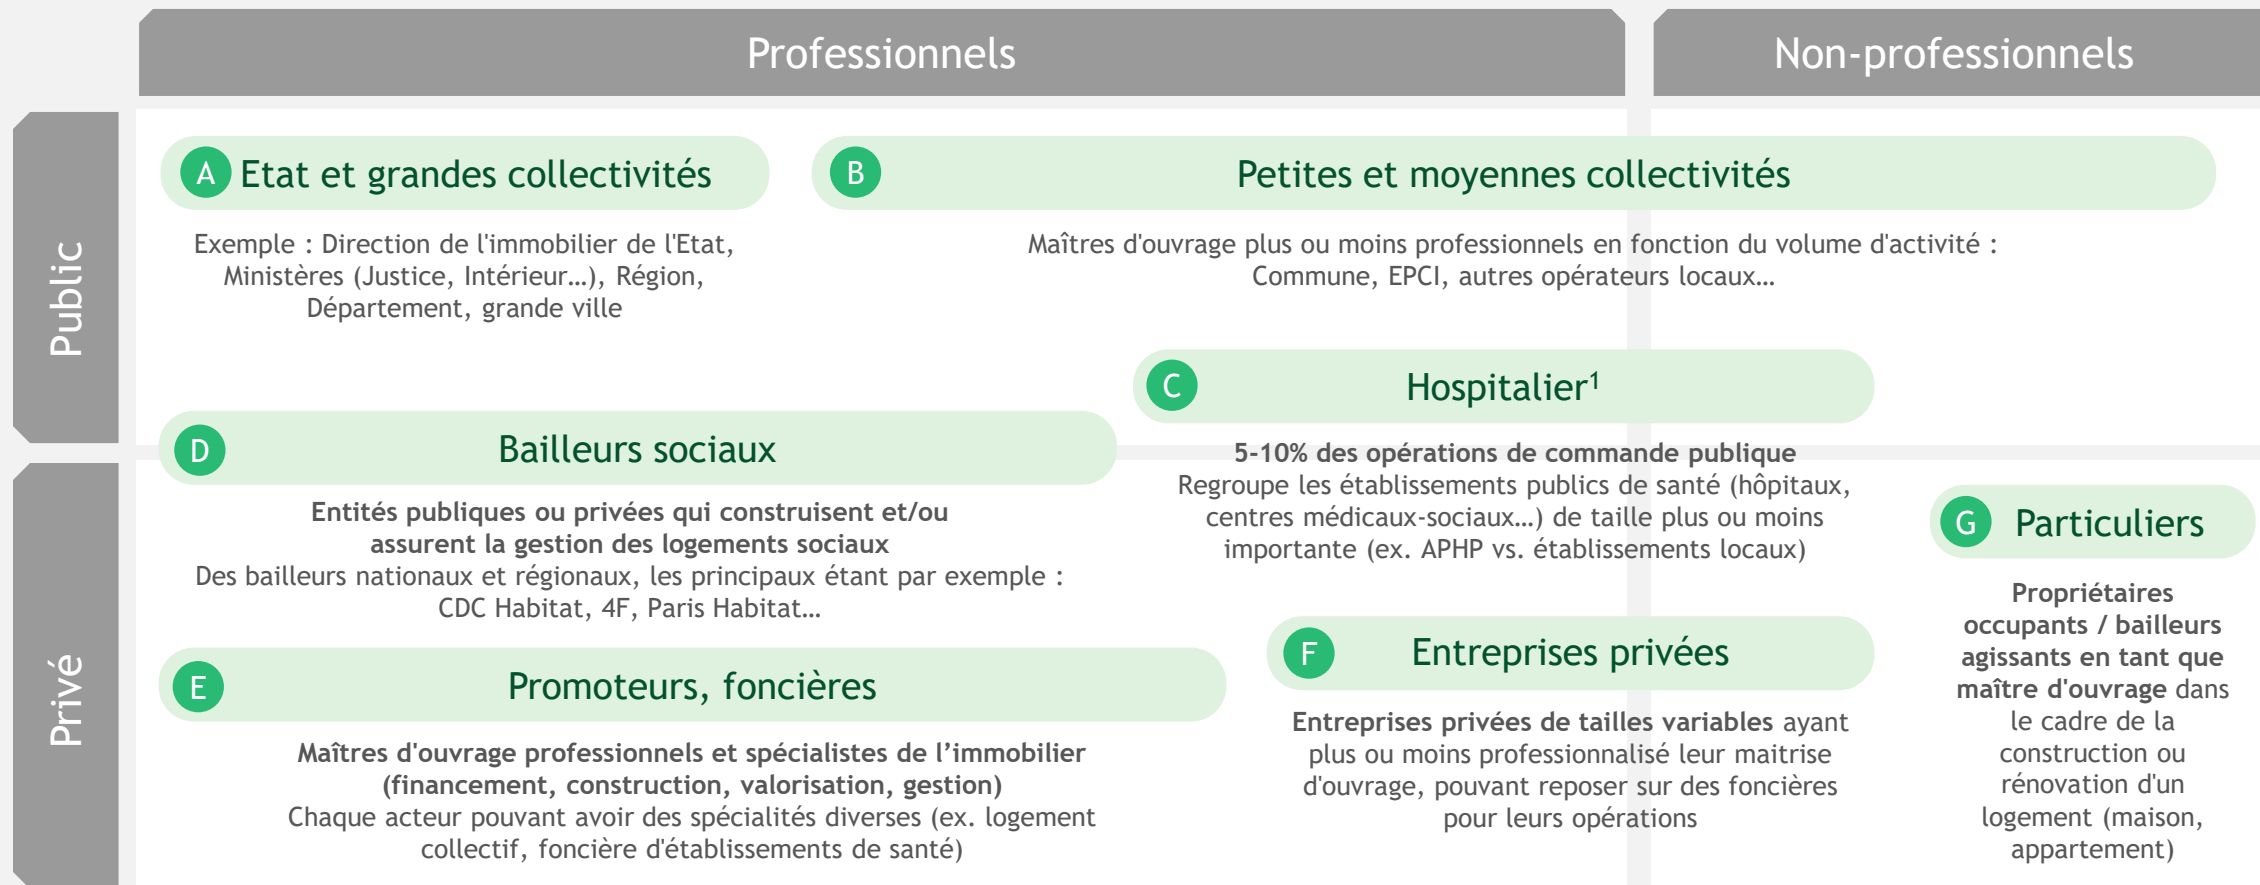 Professionnels
Non-professionnels
Public
A Etat et grandes collectivités
Exemple : Direction de l'immobilier de l'Etat,
Ministères (Justice, Intérieur…), Région,
Département, grande ville
B Petites et moyennes collectivités
Maîtres d'ouvrage plus ou moins professionnels en fonction du volume d'activité :
Commune, EPCI, autres opérateurs locaux…
C Hospitalier¹
5-10% des opérations de commande publique
Regroupe les établissements publics de santé (hôpitaux,
centres médicaux-sociaux…) de taille plus ou moins
importante (ex. APHP vs. établissements locaux)
D Bailleurs sociaux
Entités publiques ou privées qui construisent et/ou
assurent la gestion des logements sociaux
Des bailleurs nationaux et régionaux, les principaux étant par exemple :
CDC Habitat, 4F, Paris Habitat…
Privé
E Promoteurs, foncières
Maîtres d'ouvrage professionnels et spécialistes de l’immobilier
(financement, construction, valorisation, gestion)
Chaque acteur pouvant avoir des spécialités diverses (ex. logement
collectif, foncière d'établissements de santé)
F Entreprises privées
Entreprises privées de tailles variables ayant
plus ou moins professionnalisé leur maitrise
d'ouvrage, pouvant reposer sur des foncières
pour leurs opérations
G Particuliers
Propriétaires
occupants / bailleurs
agissants en tant que
maître d'ouvrage dans
le cadre de la
construction ou
rénovation d'un
logement (maison,
appartement)